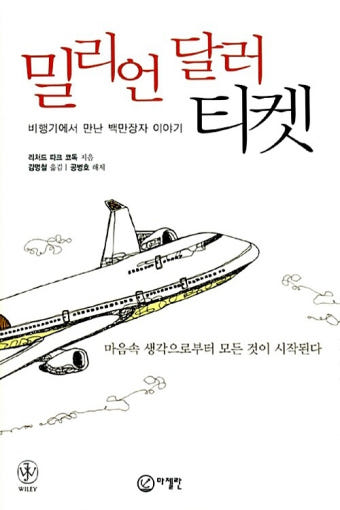 밀리언 달러
티켓
비행기에서 만난 백만장자 이야기
리처드 파크 코독 지음
김명철 옮김 | 공병호 해제
마음속 생각으로부터 모든 것이 시작된다
WILEY
마젤란